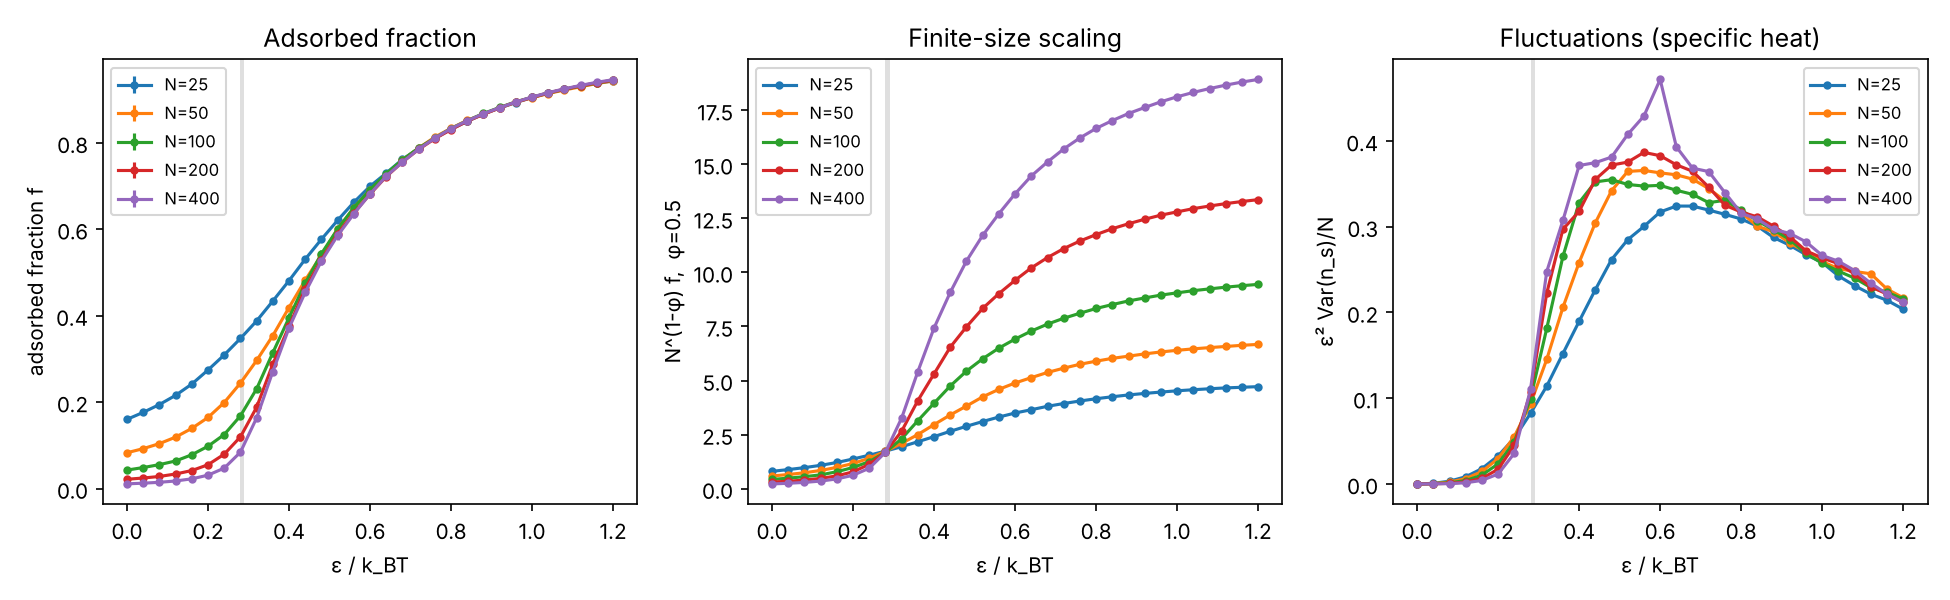 Adsorbed fraction
adsorbed fraction f
0.0
0.2
0.4
0.6
0.8
N=25
N=50
N=100
N=200
N=400
0.0 0.2 0.4 0.6 0.8 1.0 1.2
ε / k_BT
Finite-size scaling
N^(1-φ) f, φ=0.5
17.5
15.0
12.5
10.0
7.5
5.0
2.5
0.0
N=25
N=50
N=100
N=200
N=400
0.0 0.2 0.4 0.6 0.8 1.0 1.2
ε / k_BT
Fluctuations (specific heat)
ε² Var(n_s)/N
0.4
0.3
0.2
0.1
0.0
N=25
N=50
N=100
N=200
N=400
0.0 0.2 0.4 0.6 0.8 1.0 1.2
ε / k_BT